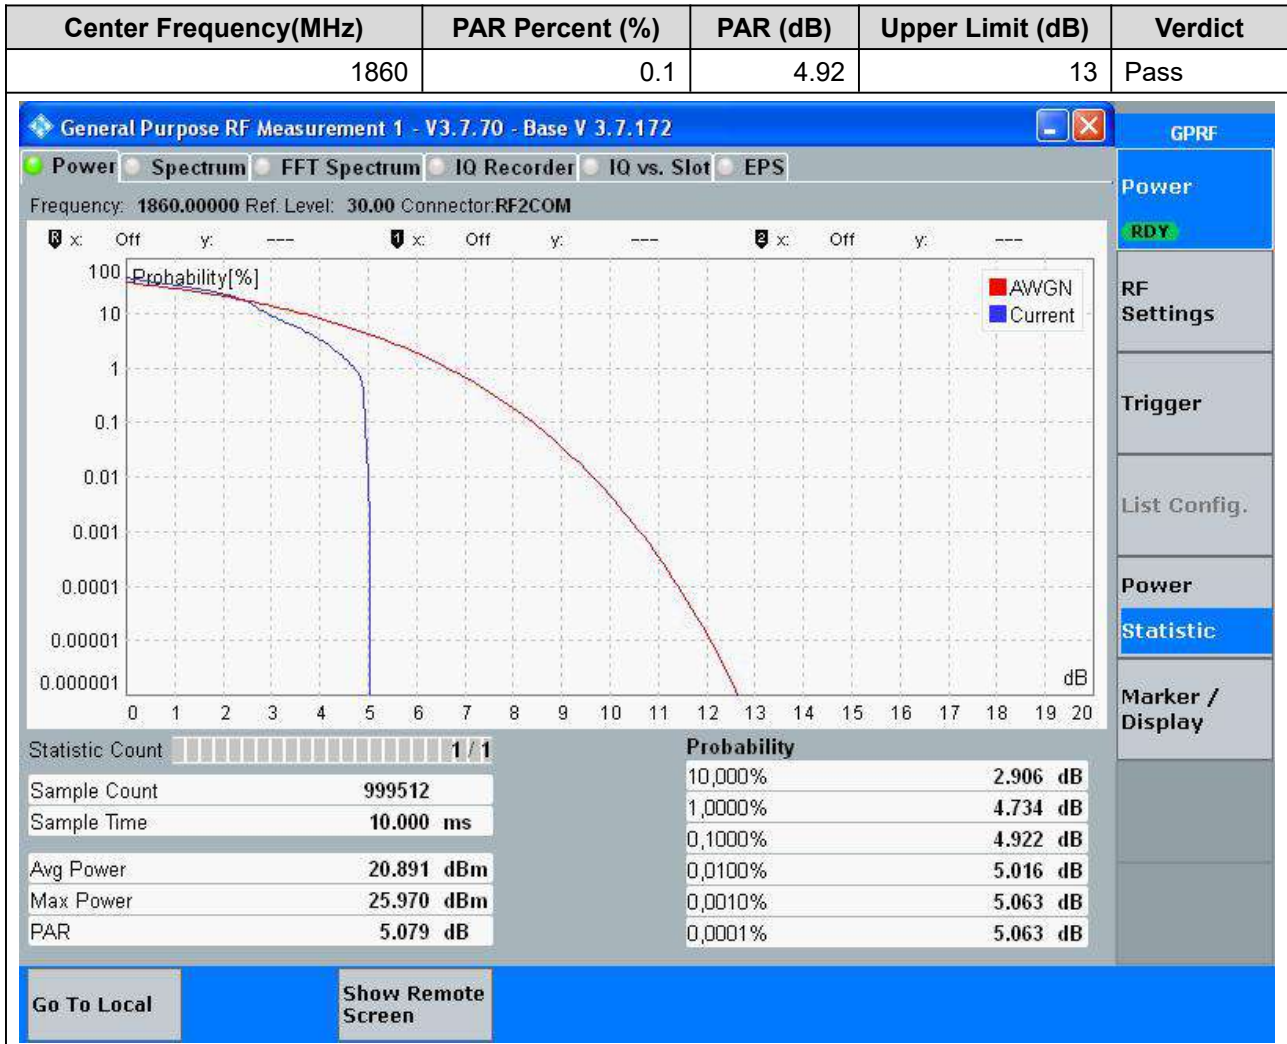 Center Frequency(MHz) PAR Percent (%) PAR (dB) Upper Limit (dB) Verdict
1860 0.1 4.92 13 Pass
General Purpose RF Measurement 1 - V3.7.70 - Base V 3.7.172
GPRF
Power Spectrum FFT Spectrum IQ Recorder IQ vs. Slot EPS
Power
RDY
Frequency: 1860.00000 Ref. Level: 30.00 Connector:RF2COM
R x: Off y: --- 1 x: Off y: --- 2 x: Off y: ---
Probability[%]
AWGN
Current
100
10
1
0.1
0.01
0.001
0.0001
0.00001
0.000001
dB
0 1 2 3 4 5 6 7 8 9 10 11 12 13 14 15 16 17 18 19 20
RF
Settings
Trigger
List Config.
Power
Statistic
Marker /
Display
Statistic Count 1 / 1
Sample Count 999512
Sample Time 10.000 ms
Avg Power 20.891 dBm
Max Power 25.970 dBm
PAR 5.079 dB
Probability
10,000% 2.906 dB
1,0000% 4.734 dB
0,1000% 4.922 dB
0,0100% 5.016 dB
0,0010% 5.063 dB
0,0001% 5.063 dB
Go To Local
Show Remote
Screen